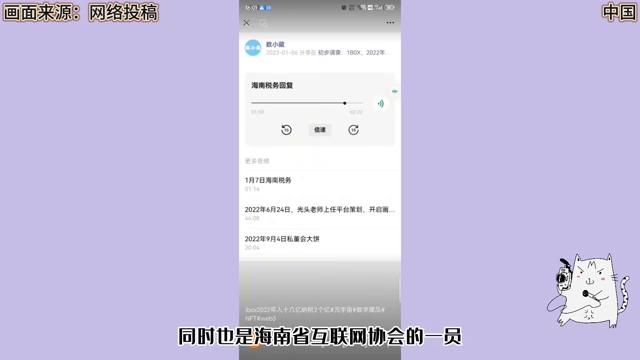 画面来源：网络投稿
中国
数小藏
2023-01-06 分享在 初步调查：1BOX，2022年...
海南税务回复
02:22
15
倍速
15
更多音频
1月7日海南税务
01:14
2022年6月24日，光头老师上任平台策划，开启画...
44:08
2022年9月4日私董会大饼
30:04
ibox2022年入十几亿纳税2个亿#元宇宙#数字藏品#
NFT#web3
同时也是海南省互联网协会的一员